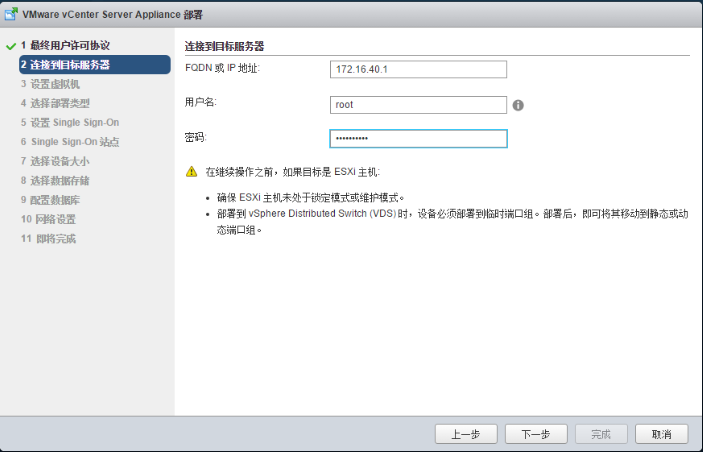 VMware vCenter Server Appliance 部署
1 最终用户许可协议
2 连接到目标服务器
3 设置虚拟机
4 选择部署类型
5 设置 Single Sign-On
6 Single Sign-On 站点
7 选择设备大小
8 选择数据存储
9 配置数据库
10 网络设置
11 即将完成
连接到目标服务器
FQDN 或 IP 地址: 172.16.40.1
用户名: root
密码: ••••••••••
在继续操作之前，如果目标是 ESXi 主机:
• 确保 ESXi 主机未处于锁定模式或维护模式。
• 部署到 vSphere Distributed Switch (VDS) 时，设备必须部署到临时端口组。部署后，即可将其移动到静态或动
态端口组。
上一步 下一步 完成 取消